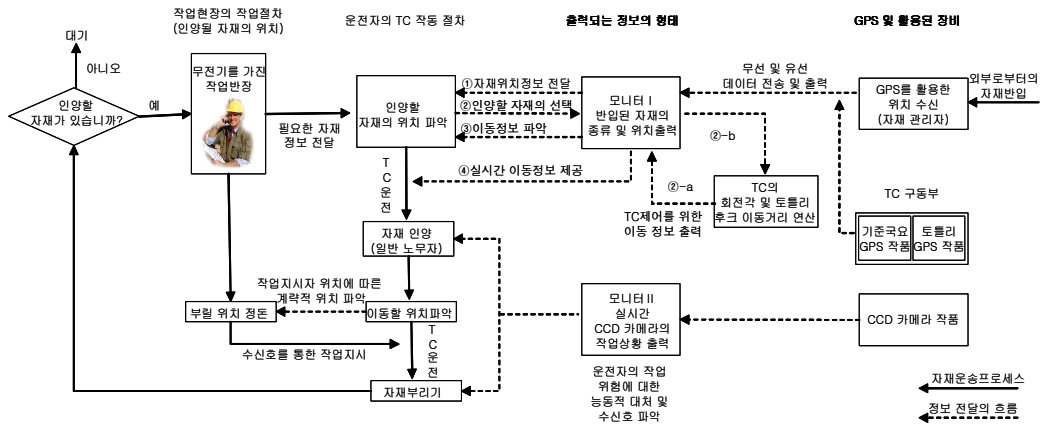 작업현장의 작업절차
(인양될 자재의 위치)
운전자의 TC 작동 절차
출력되는 정보의 형태
GPS 및 활용된 장비
대기
아니오
인양할
자재가 있습니까?
예
무전기를 가진
작업반장
필요한 자재
정보 전달
인양할
자재의 위치 파악
①자재위치정보 전달
②인양할 자재의 선택
③이동정보 파악
④실시간 이동정보 제공
모니터 I
반입된 자재의
종류 및 위치출력
무선 및 유선
데이터 전송 및 출력
GPS를 활용한
위치 수신
(자재 관리자)
외부로부터의
자재반입
②-b
②-a
TC제어를 위한
이동 정보 출력
TC의
회전각 및 토틀리
후크 이동거리 연산
TC 구동부
기준국요
GPS 작품
토틀리
GPS 작품
TC운전
자재 인양
(일반 노무자)
작업지시자 위치에 따른
계략적 위치 파악
부릴 위치 정돈
이동할 위치파악
수신호를 통한 작업지시
TC운전
자재부리기
모니터 II
실시간
CCD 카메라의
작업상황 출력
CCD 카메라 작품
운전자의 작업
위험에 대한
능동적 대처 및
수신호 파악
자재운송프로세스
정보 전달의 흐름